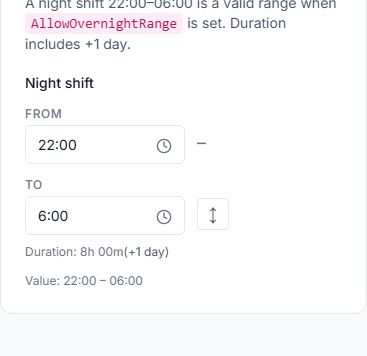 A night shift 22:00–06:00 is a valid range when
AllowOvernightRange is set. Duration
includes +1 day.
Night shift
FROM
22:00
–
TO
6:00
Duration: 8h 00m(+1 day)
Value: 22:00 – 06:00